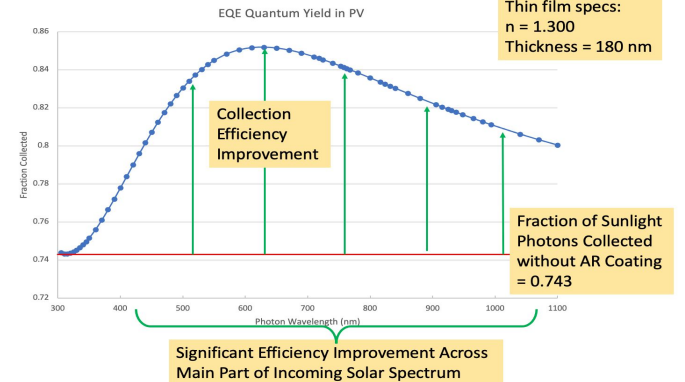 Thin film specs:
n = 1.300
Thickness = 180 nm
EQE Quantum Yield in PV
0.86
0.84
0.82
0.8
0.78
0.76
0.74
0.72
Fraction Collected
Collection
Efficiency
Improvement
Fraction of Sunlight
Photons Collected
without AR Coating
= 0.743
300 400 500 600 700 800 900 1000 1100
Photon Wavelength (nm)
Significant Efficiency Improvement Across
Main Part of Incoming Solar Spectrum